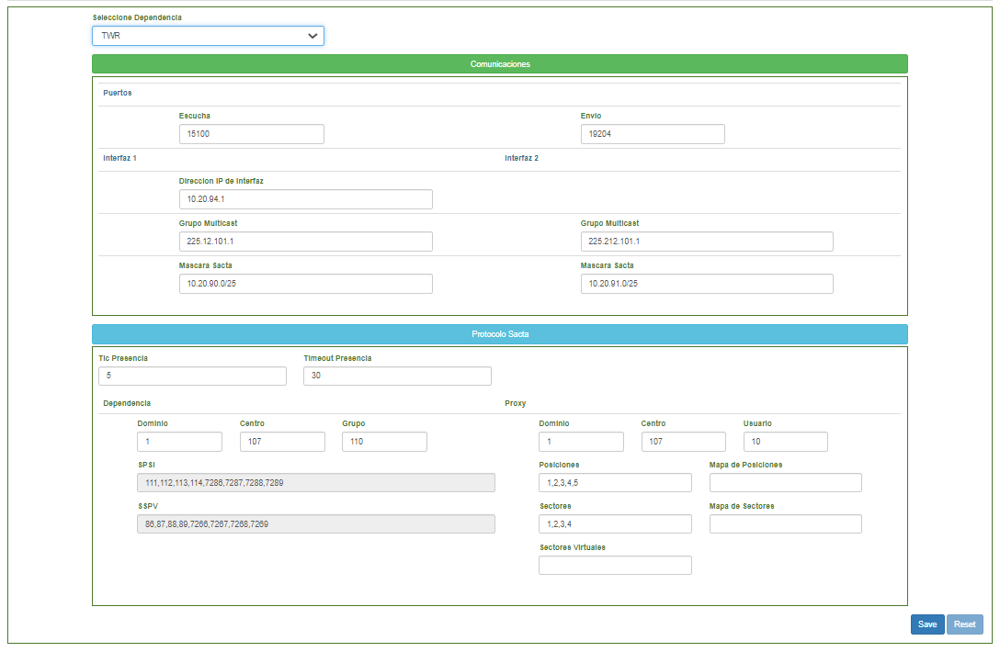 Seleccione Dependencia
TWR
Comunicaciones
Puertos
Escucha Envio
15100 19204
Interfaz 1 Interfaz 2
Direccion IP de Interfaz
10.20.94.1
Grupo Multicast Grupo Multicast
225.12.101.1 225.212.101.1
Mascara Sacta Mascara Sacta
10.20.90.0/25 10.20.91.0/25
Protocolo Sacta
Tic Presencia Timeout Presencia
5 30
Dependencia Proxy
Dominio Centro Grupo Dominio Centro Usuario
1 107 110 1 107 10
SPSI Posiciones Mapa de Posiciones
111,112,113,114,7286,7287,7288,7289 1,2,3,4,5
SSPV Sectores Mapa de Sectores
86,87,88,89,7266,7267,7268,7269 1,2,3,4
Sectores Virtuales
Save Reset